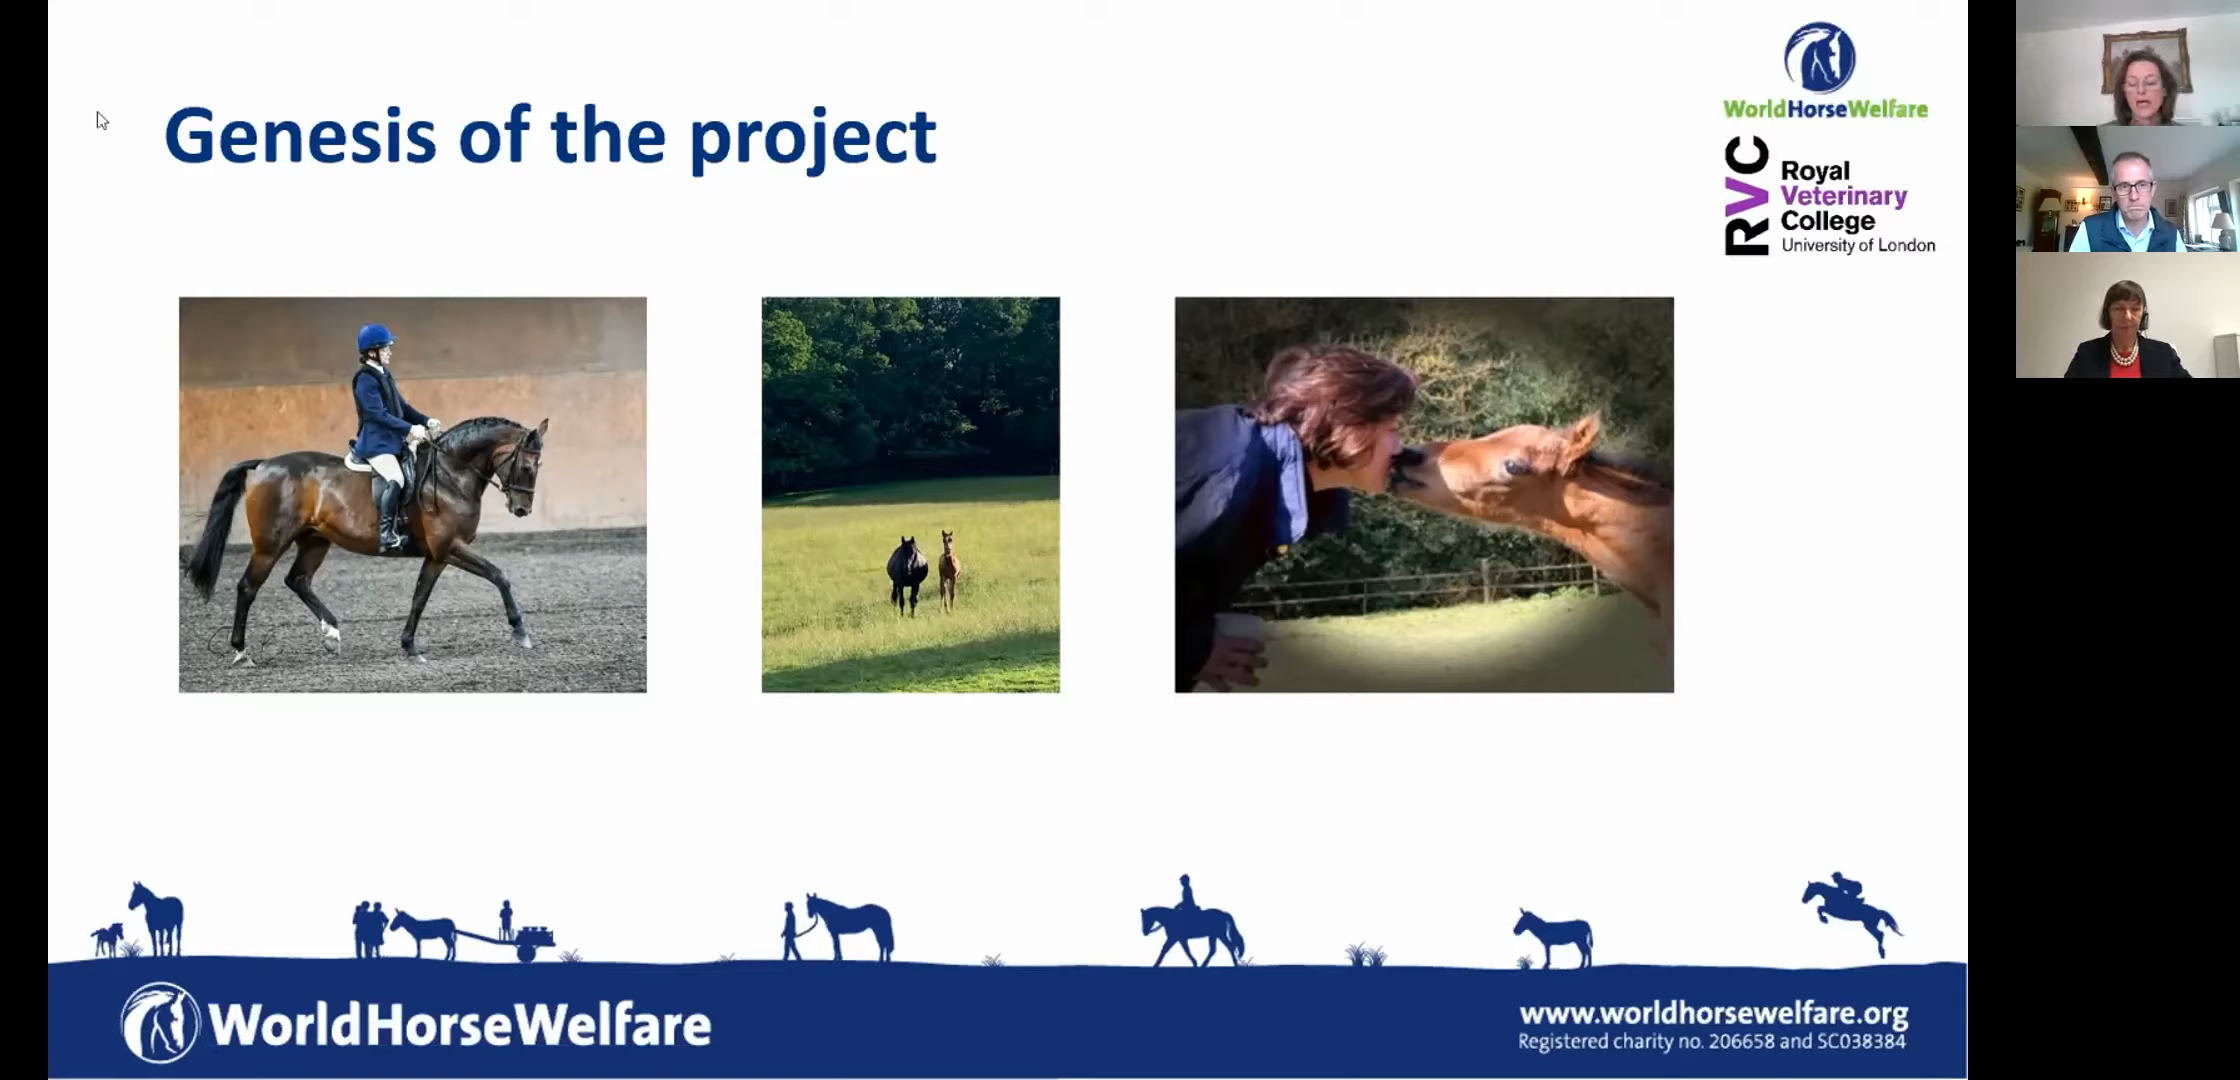 Genesis of the project
WorldHorseWelfare
RVC
Royal
Veterinary
College
University of London
WorldHorseWelfare
www.worldhorsewelfare.org
Registered charity no. 206658 and SC038384